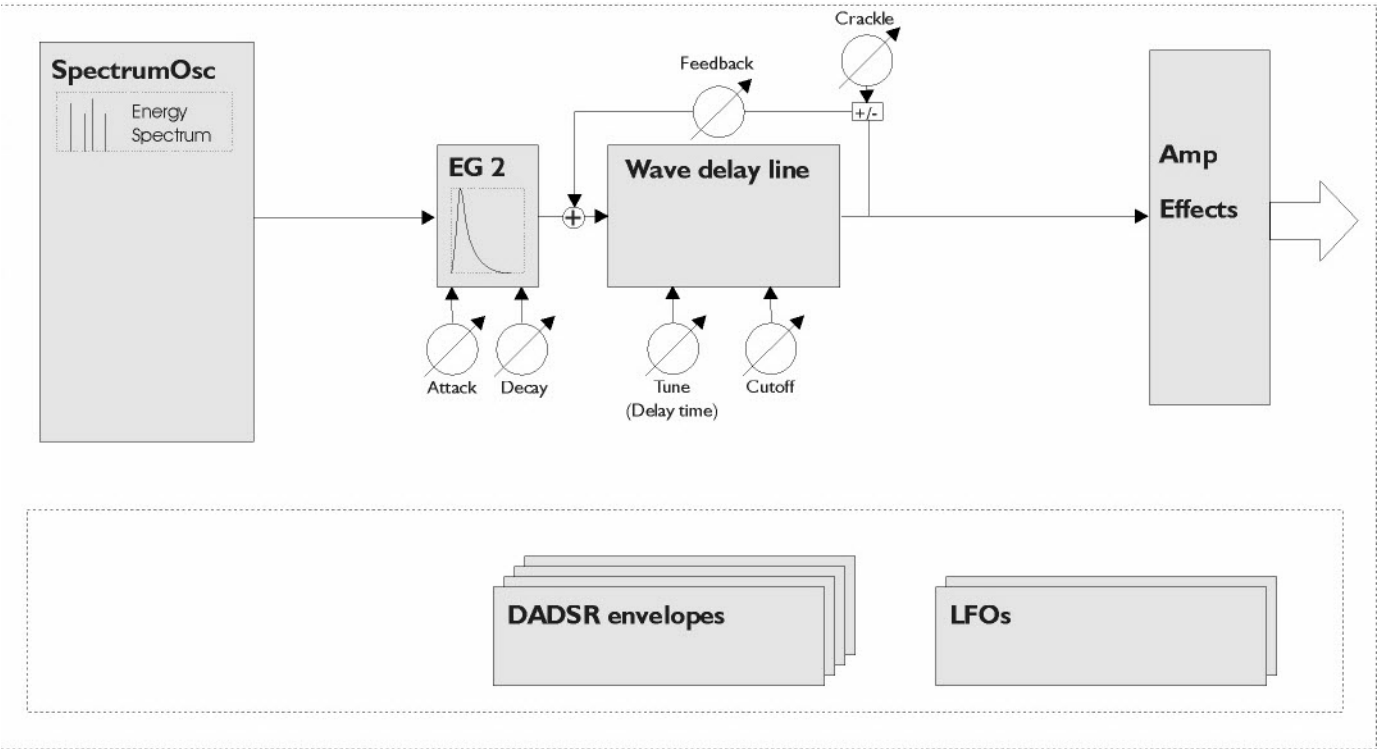 SpectrumOsc
Energy
Spectrum
Crackle
Feedback
+/-
EG 2
+
Wave delay line
Amp
Effects
Attack
Decay
Tune
(Delay time)
Cutoff
DADSR envelopes
LFOs